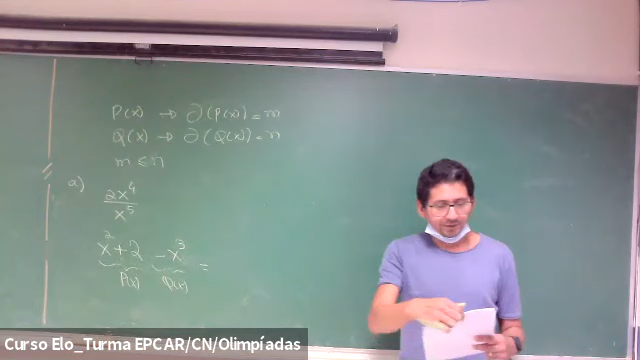 P(x) → ∂(P(x)) = m
Q(x) → ∂(Q(x)) = n
m ≤ n
a) 2x⁴/x⁵
x²+2 - x³ =
P(x) Q(x)
Curso Elo_Turma EPCAR/CN/Olimpíadas